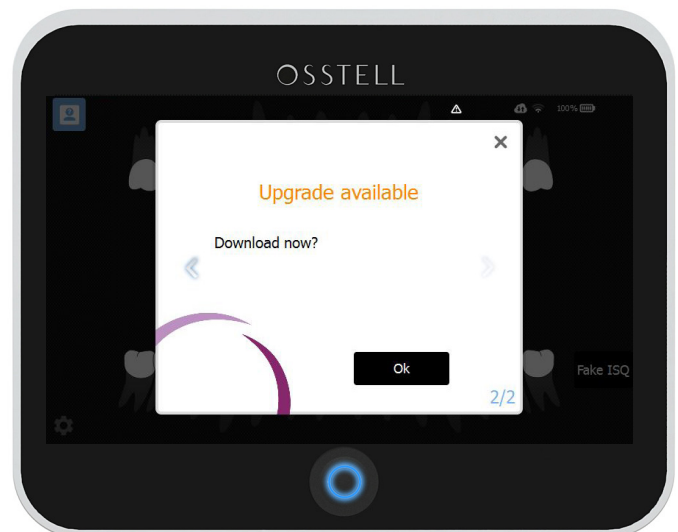 OSSTELL
100%
Upgrade available
Download now?
Ok
Fake ISQ
2/2